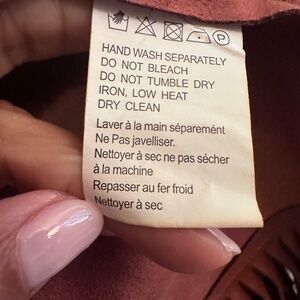 HAND WASH SEPARATELY
DO NOT BLEACH
DO NOT TUMBLE DRY
IRON, LOW HEAT
DRY CLEAN
Laver à la main séparemént
Ne Pas javelliser.
Nettoyer à sec ne pas sécher
à la machine
Repasser au fer froid
Nettoyer à sec